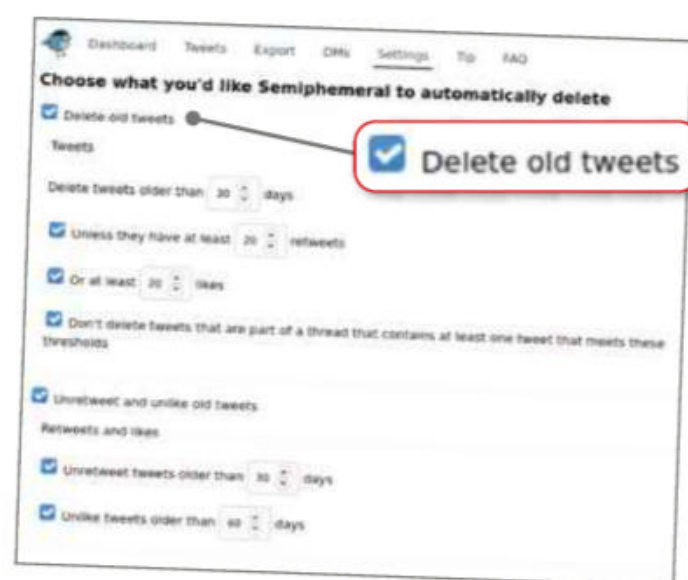 Dashboard Tweets Export DMs Settings Tip FAQ
Choose what you'd like Semiphemeral to automatically delete
Delete old tweets
Delete old tweets
Tweets
Delete tweets older than 30 days
Unless they have at least 20 retweets
Or at least 20 likes
Don't delete tweets that are part of a thread that contains at least one tweet that meets these
thresholds
Unretweet and unlike old tweets
Retweets and likes
Unretweet tweets older than 30 days
Unlike tweets older than 60 days